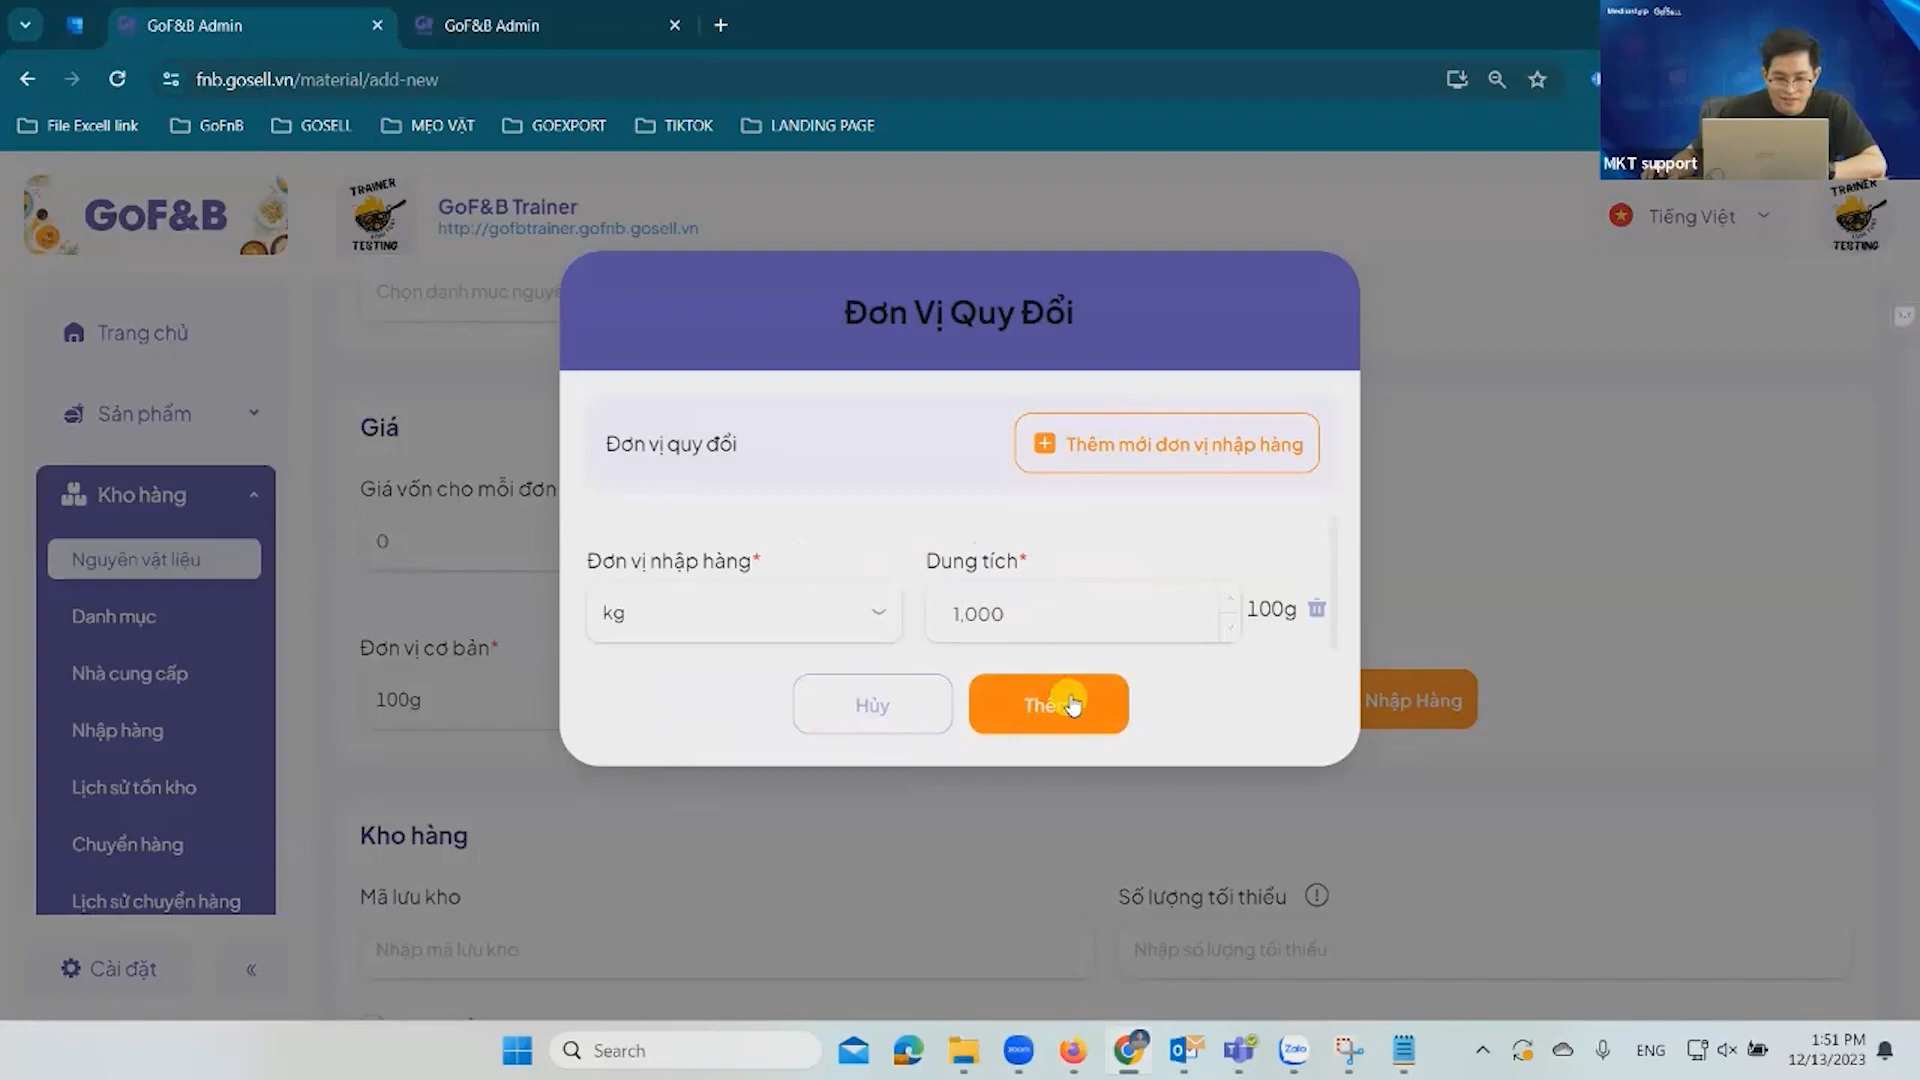 GoF&B Admin
GoF&B Admin
fnb.gosell.vn/material/add-new
File Excell link
GoFnB
GOSELL
MẸO VẶT
GOEXPORT
TIKTOK
LANDING PAGE
GoSELL
MKT support
GoF&B
TRAINER
TESTING
GoF&B Trainer
http://gofbtrainer.gofnb.gosell.vn
Tiếng Việt
TRAINER
TESTING
Trang chủ
Sản phẩm
Kho hàng
Nguyên vật liệu
Danh mục
Nhà cung cấp
Nhập hàng
Lịch sử tồn kho
Chuyển hàng
Lịch sử chuyển hàng
Cài đặt
Chọn danh mục
Giá
Giá vốn cho mỗi đơn
0
Đơn vị cơ bản*
100g
Nhập Hàng
Đơn Vị Quy Đổi
Đơn vị quy đổi
Thêm mới đơn vị nhập hàng
Đơn vị nhập hàng*
Dung tích*
kg
1,000
100g
Hủy
Kho hàng
Mã lưu kho
Số lượng tối thiểu
Nhập mã lưu kho
Nhập số lượng tối thiểu
Search
zoom
Zalo
ENG
1:51 PM
12/13/2023